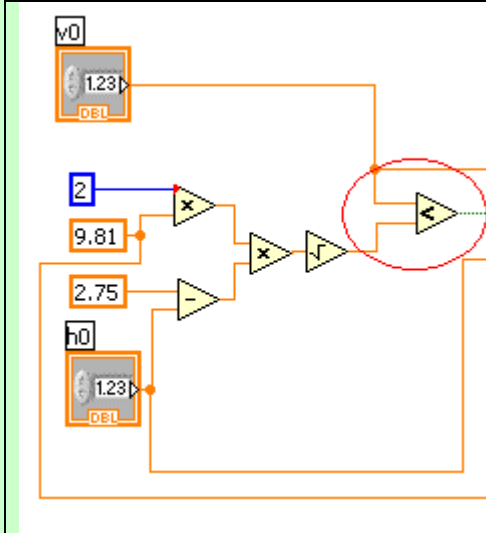 v0
1.23
DBL
2
×
9.81
<
×
√
2.75
−
h0
1.23
DBL